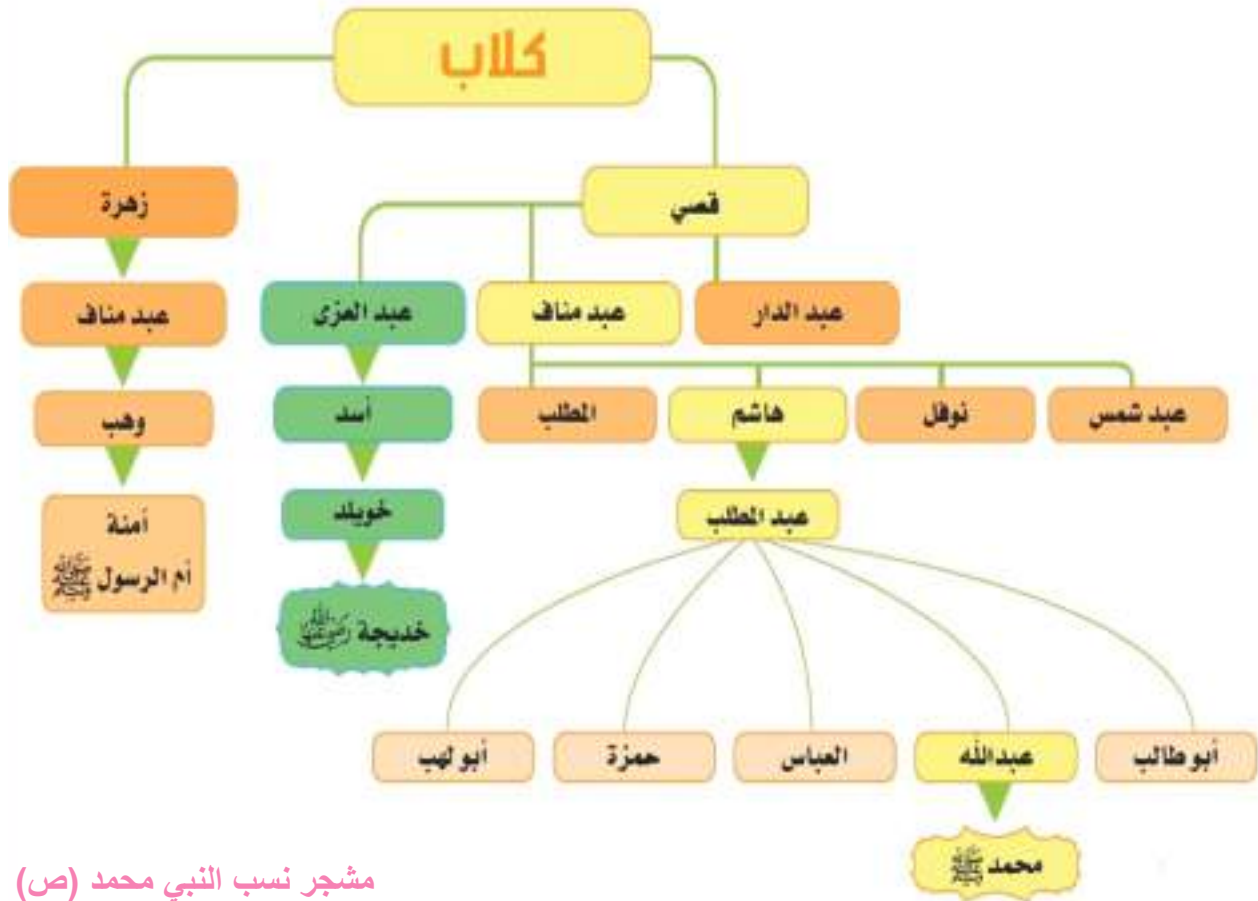 كلاب
قصي
زهرة
عبد الدار
عبد مناف
عبد العزى
عبد مناف
عبد شمس
نوفل
هاشم
المطلب
أسد
وهب
عبد المطلب
خويلد
أمنة
أم الرسول ﷺ
خديجة رضي الله عنها
أبو طالب
عبدالله
العباس
حمزة
أبو لهب
محمد ﷺ
مشجر نسب النبي محمد (ص)